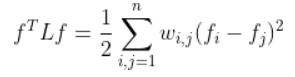 $f^T L f = \frac{1}{2} \sum_{i,j=1}^{n} w_{i,j}(f_i - f_j)^2$